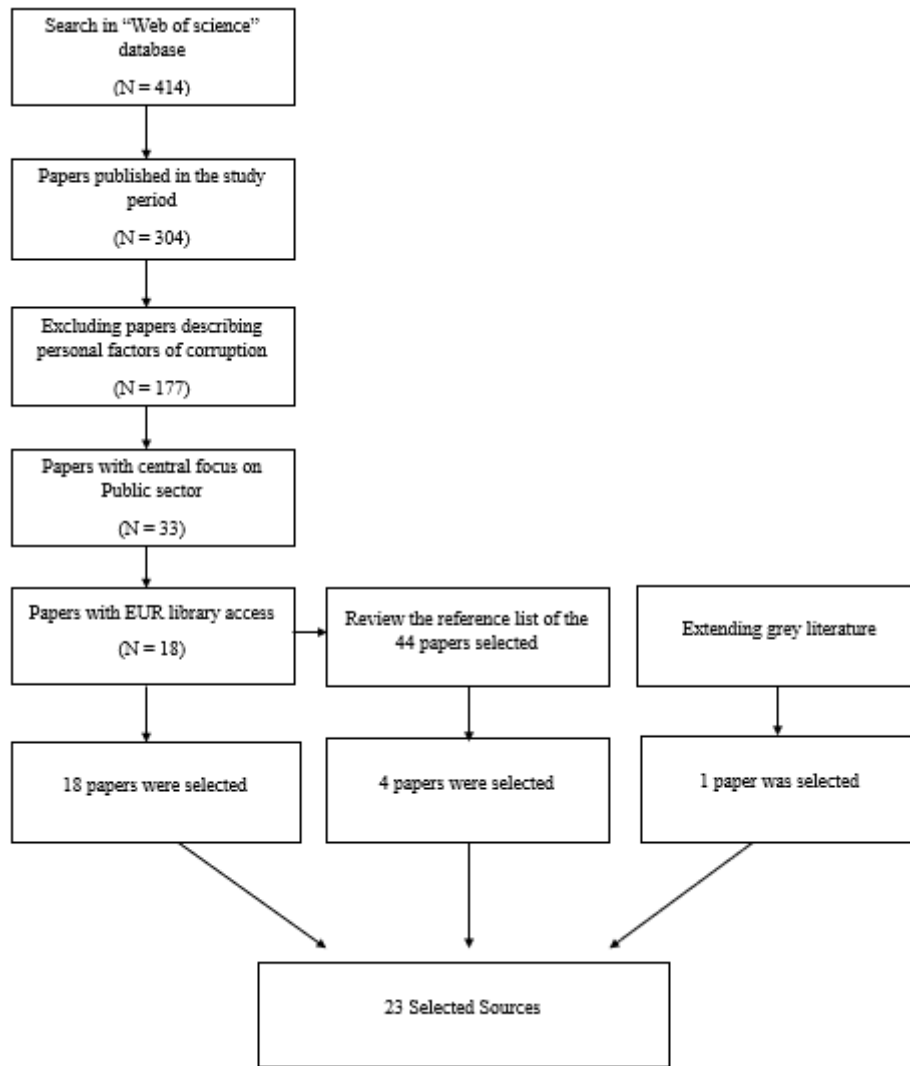 Search in “Web of science”
database
(N = 414)
Papers published in the study
period
(N = 304)
Excluding papers describing
personal factors of corruption
(N = 177)
Papers with central focus on
Public sector
(N = 33)
Papers with EUR library access
(N = 18)
Review the reference list of the
44 papers selected
Extending grey literature
18 papers were selected
4 papers were selected
1 paper was selected
23 Selected Sources